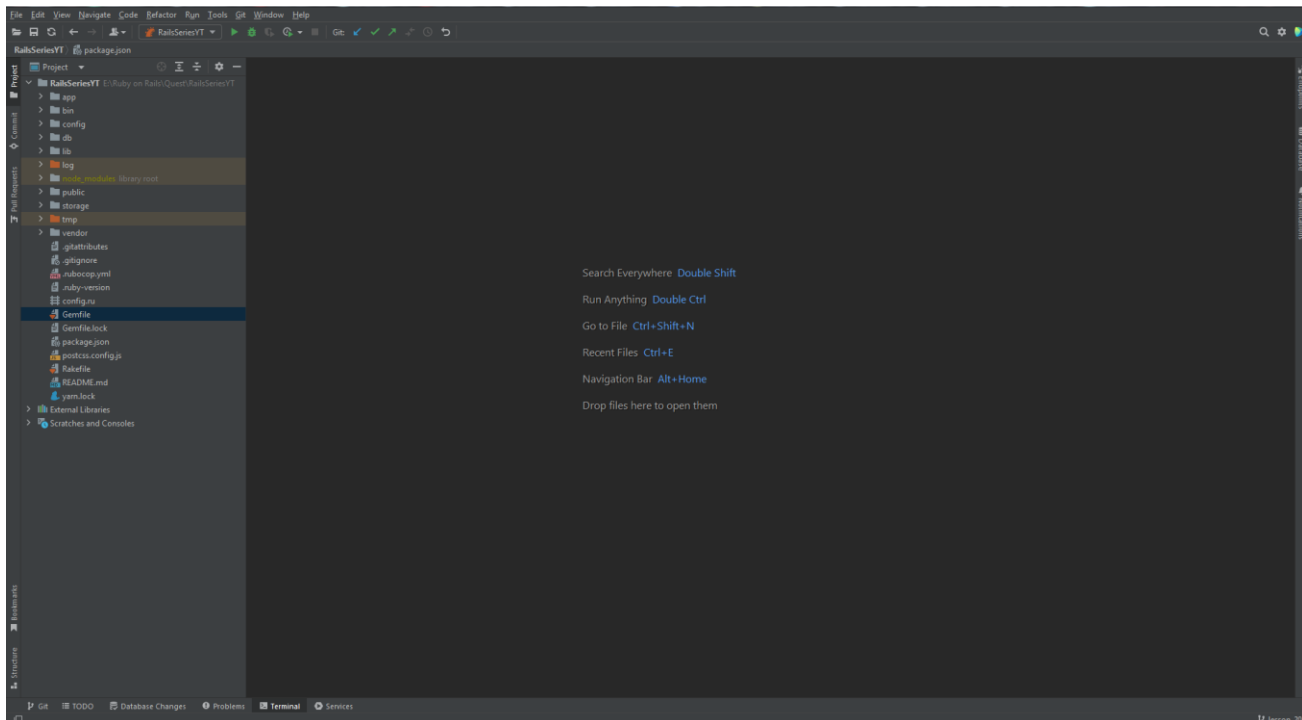 File Edit View Navigate Code Refactor Run Tools Git Window Help
RailsSeriesYT Git:
RailsSeriesYT package.json
Project
RailsSeriesYT E:\Ruby on Rails\Quest\RailsSeriesYT
app
bin
config
db
lib
log
node_modules library root
public
storage
tmp
vendor
.gitattributes
.gitignore
.rubocop.yml
.ruby-version
config.ru
Gemfile
Gemfile.lock
package.json
postcss.config.js
Rakefile
README.md
yarn.lock
External Libraries
Scratches and Consoles
Project
Commit
Pull Requests
Bookmarks
Structure
Search Everywhere Double Shift
Run Anything Double Ctrl
Go to File Ctrl+Shift+N
Recent Files Ctrl+E
Navigation Bar Alt+Home
Drop files here to open them
Git TODO Database Changes Problems Terminal Services